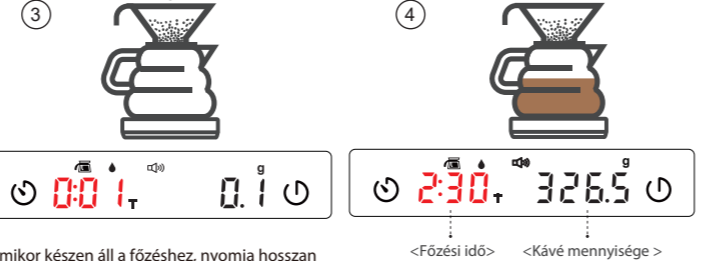 3
4
0:01 T 0.1 g
2:30 T 326.5 g
<Főzési idő> <Kávé mennyisége >
mikor készen áll a főzéshez, nyomja hosszan